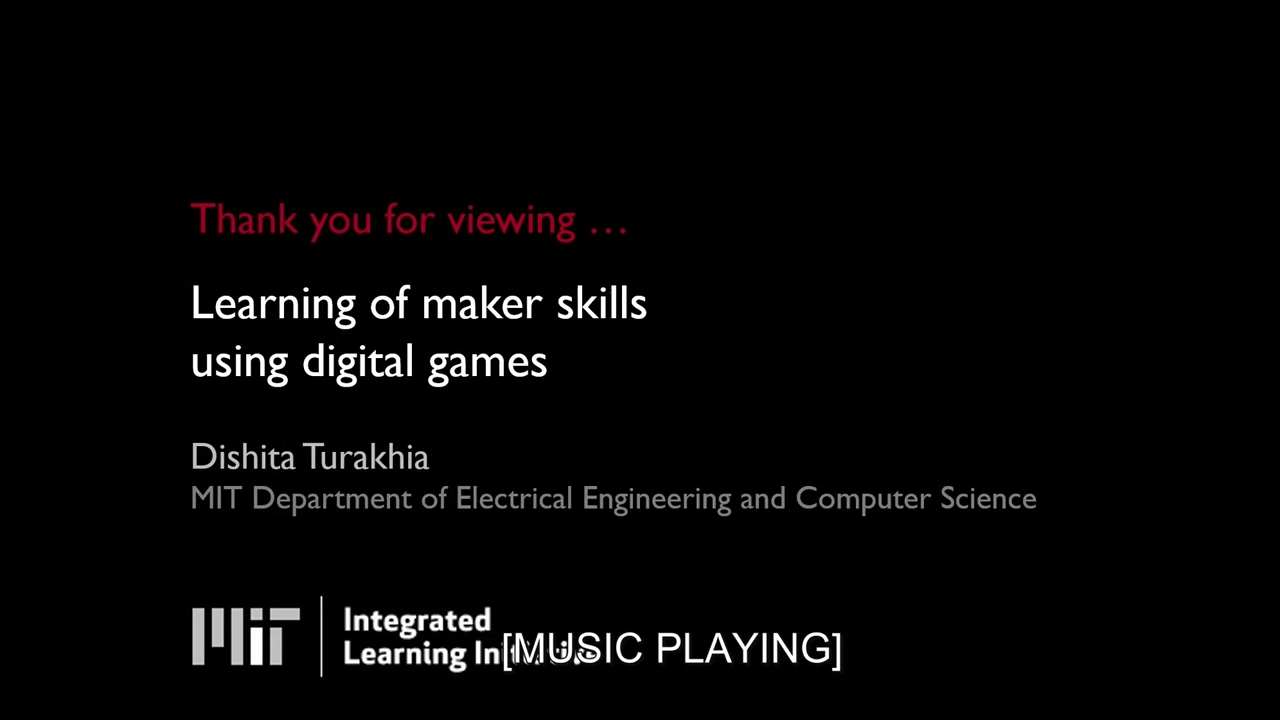 Thank you for viewing …
Learning of maker skills
using digital games
Dishita Turakhia
MIT Department of Electrical Engineering and Computer Science
MIT
Integrated
Learning
[MUSIC PLAYING]